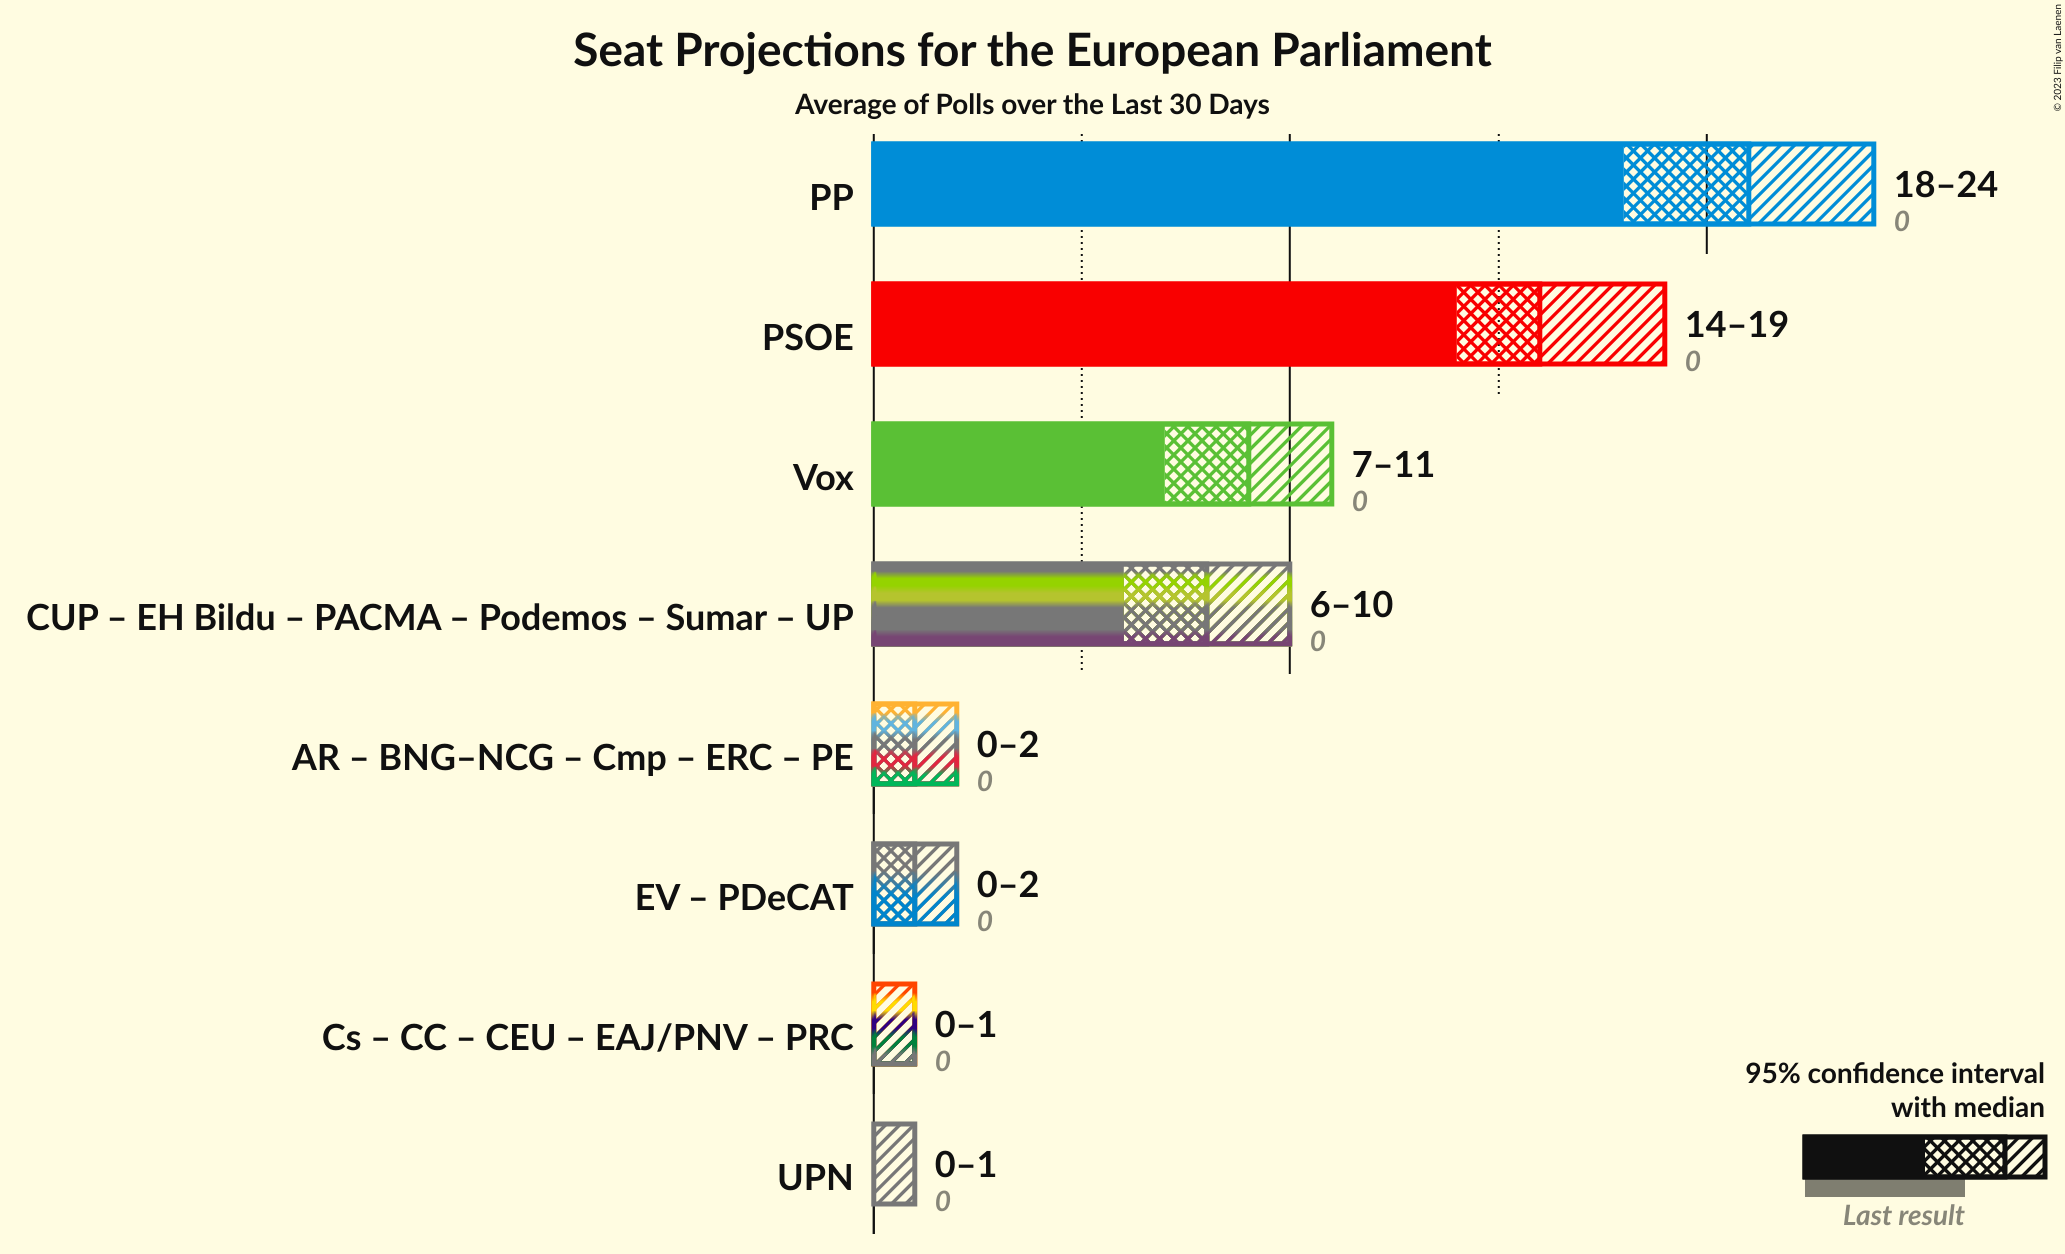 Seat Projections for the European Parliament
Average of Polls over the Last 30 Days
© 2023 Filip van Laenen
PP
18–24
0
PSOE
14–19
0
Vox
7–11
0
CUP – EH Bildu – PACMA – Podemos – Sumar – UP
6–10
0
AR – BNG–NCG – Cmp – ERC – PE
0–2
0
EV – PDeCAT
0–2
0
Cs – CC – CEU – EAJ/PNV – PRC
0–1
0
UPN
0–1
0
95% confidence interval
with median
Last result